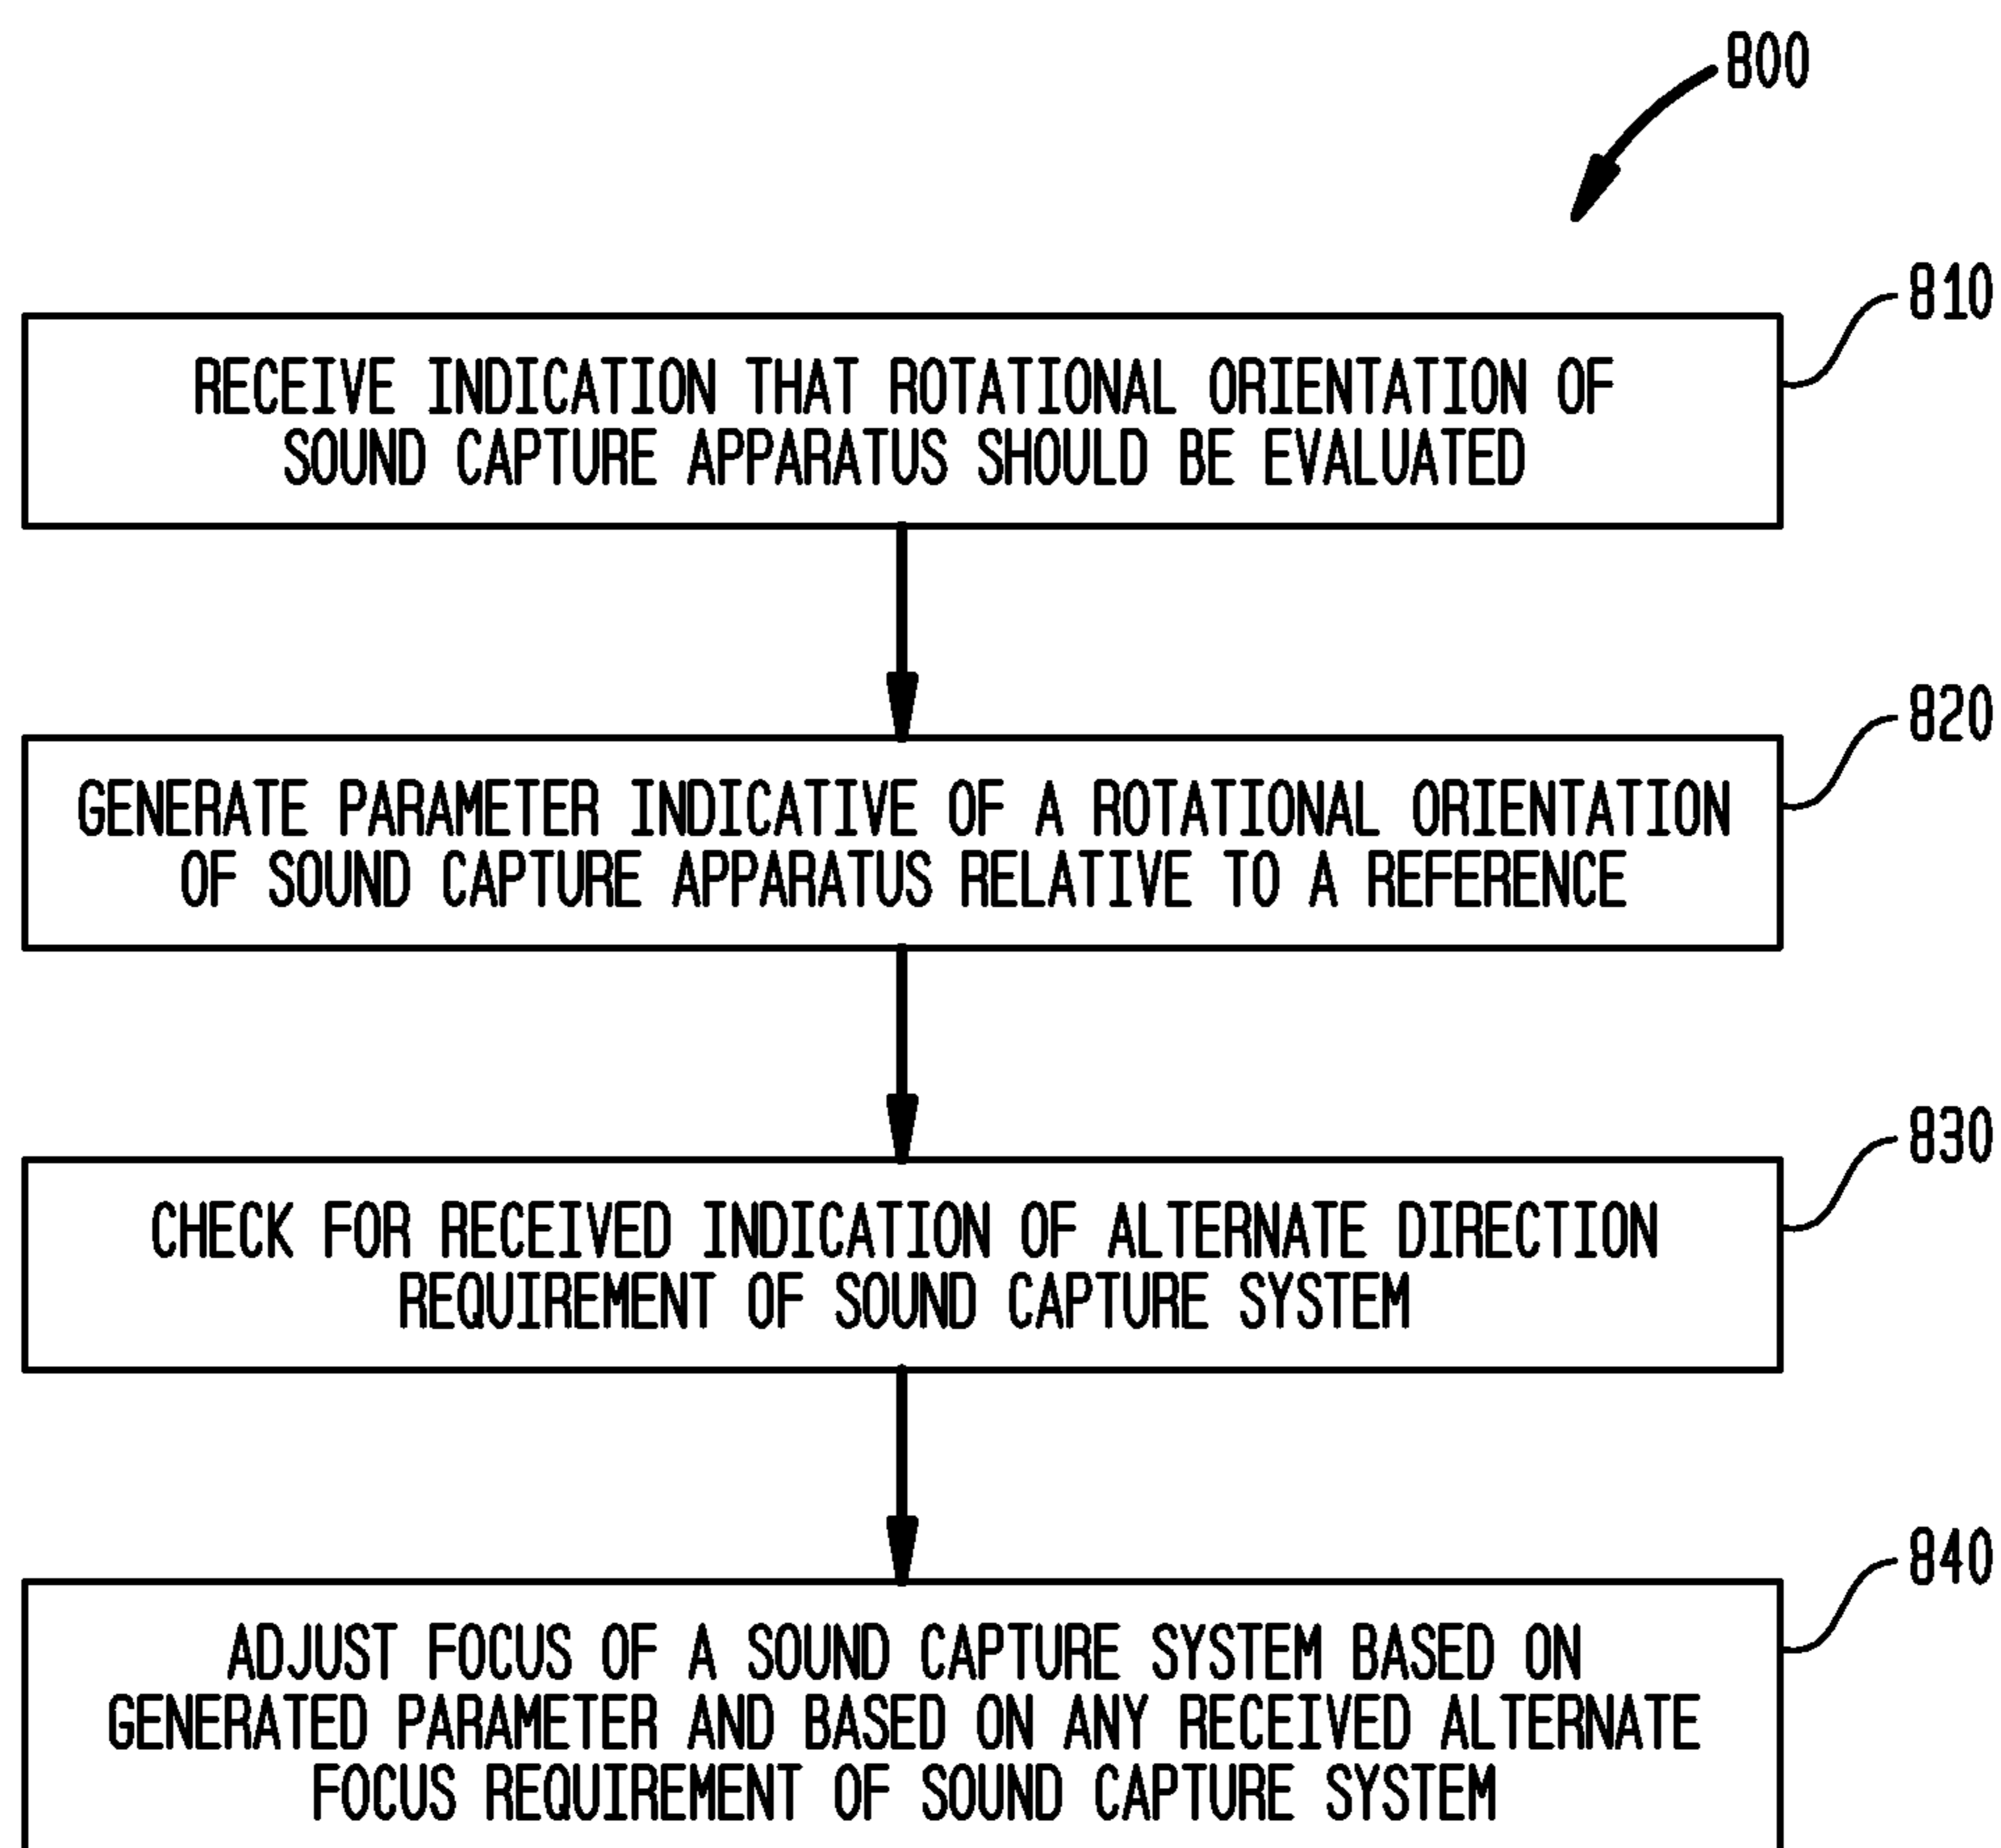 800
810
RECEIVE INDICATION THAT ROTATIONAL ORIENTATION OF
SOUND CAPTURE APPARATUS SHOULD BE EVALUATED
820
GENERATE PARAMETER INDICATIVE OF A ROTATIONAL ORIENTATION
OF SOUND CAPTURE APPARATUS RELATIVE TO A REFERENCE
830
CHECK FOR RECEIVED INDICATION OF ALTERNATE DIRECTION
REQUIREMENT OF SOUND CAPTURE SYSTEM
840
ADJUST FOCUS OF A SOUND CAPTURE SYSTEM BASED ON
GENERATED PARAMETER AND BASED ON ANY RECEIVED ALTERNATE
FOCUS REQUIREMENT OF SOUND CAPTURE SYSTEM